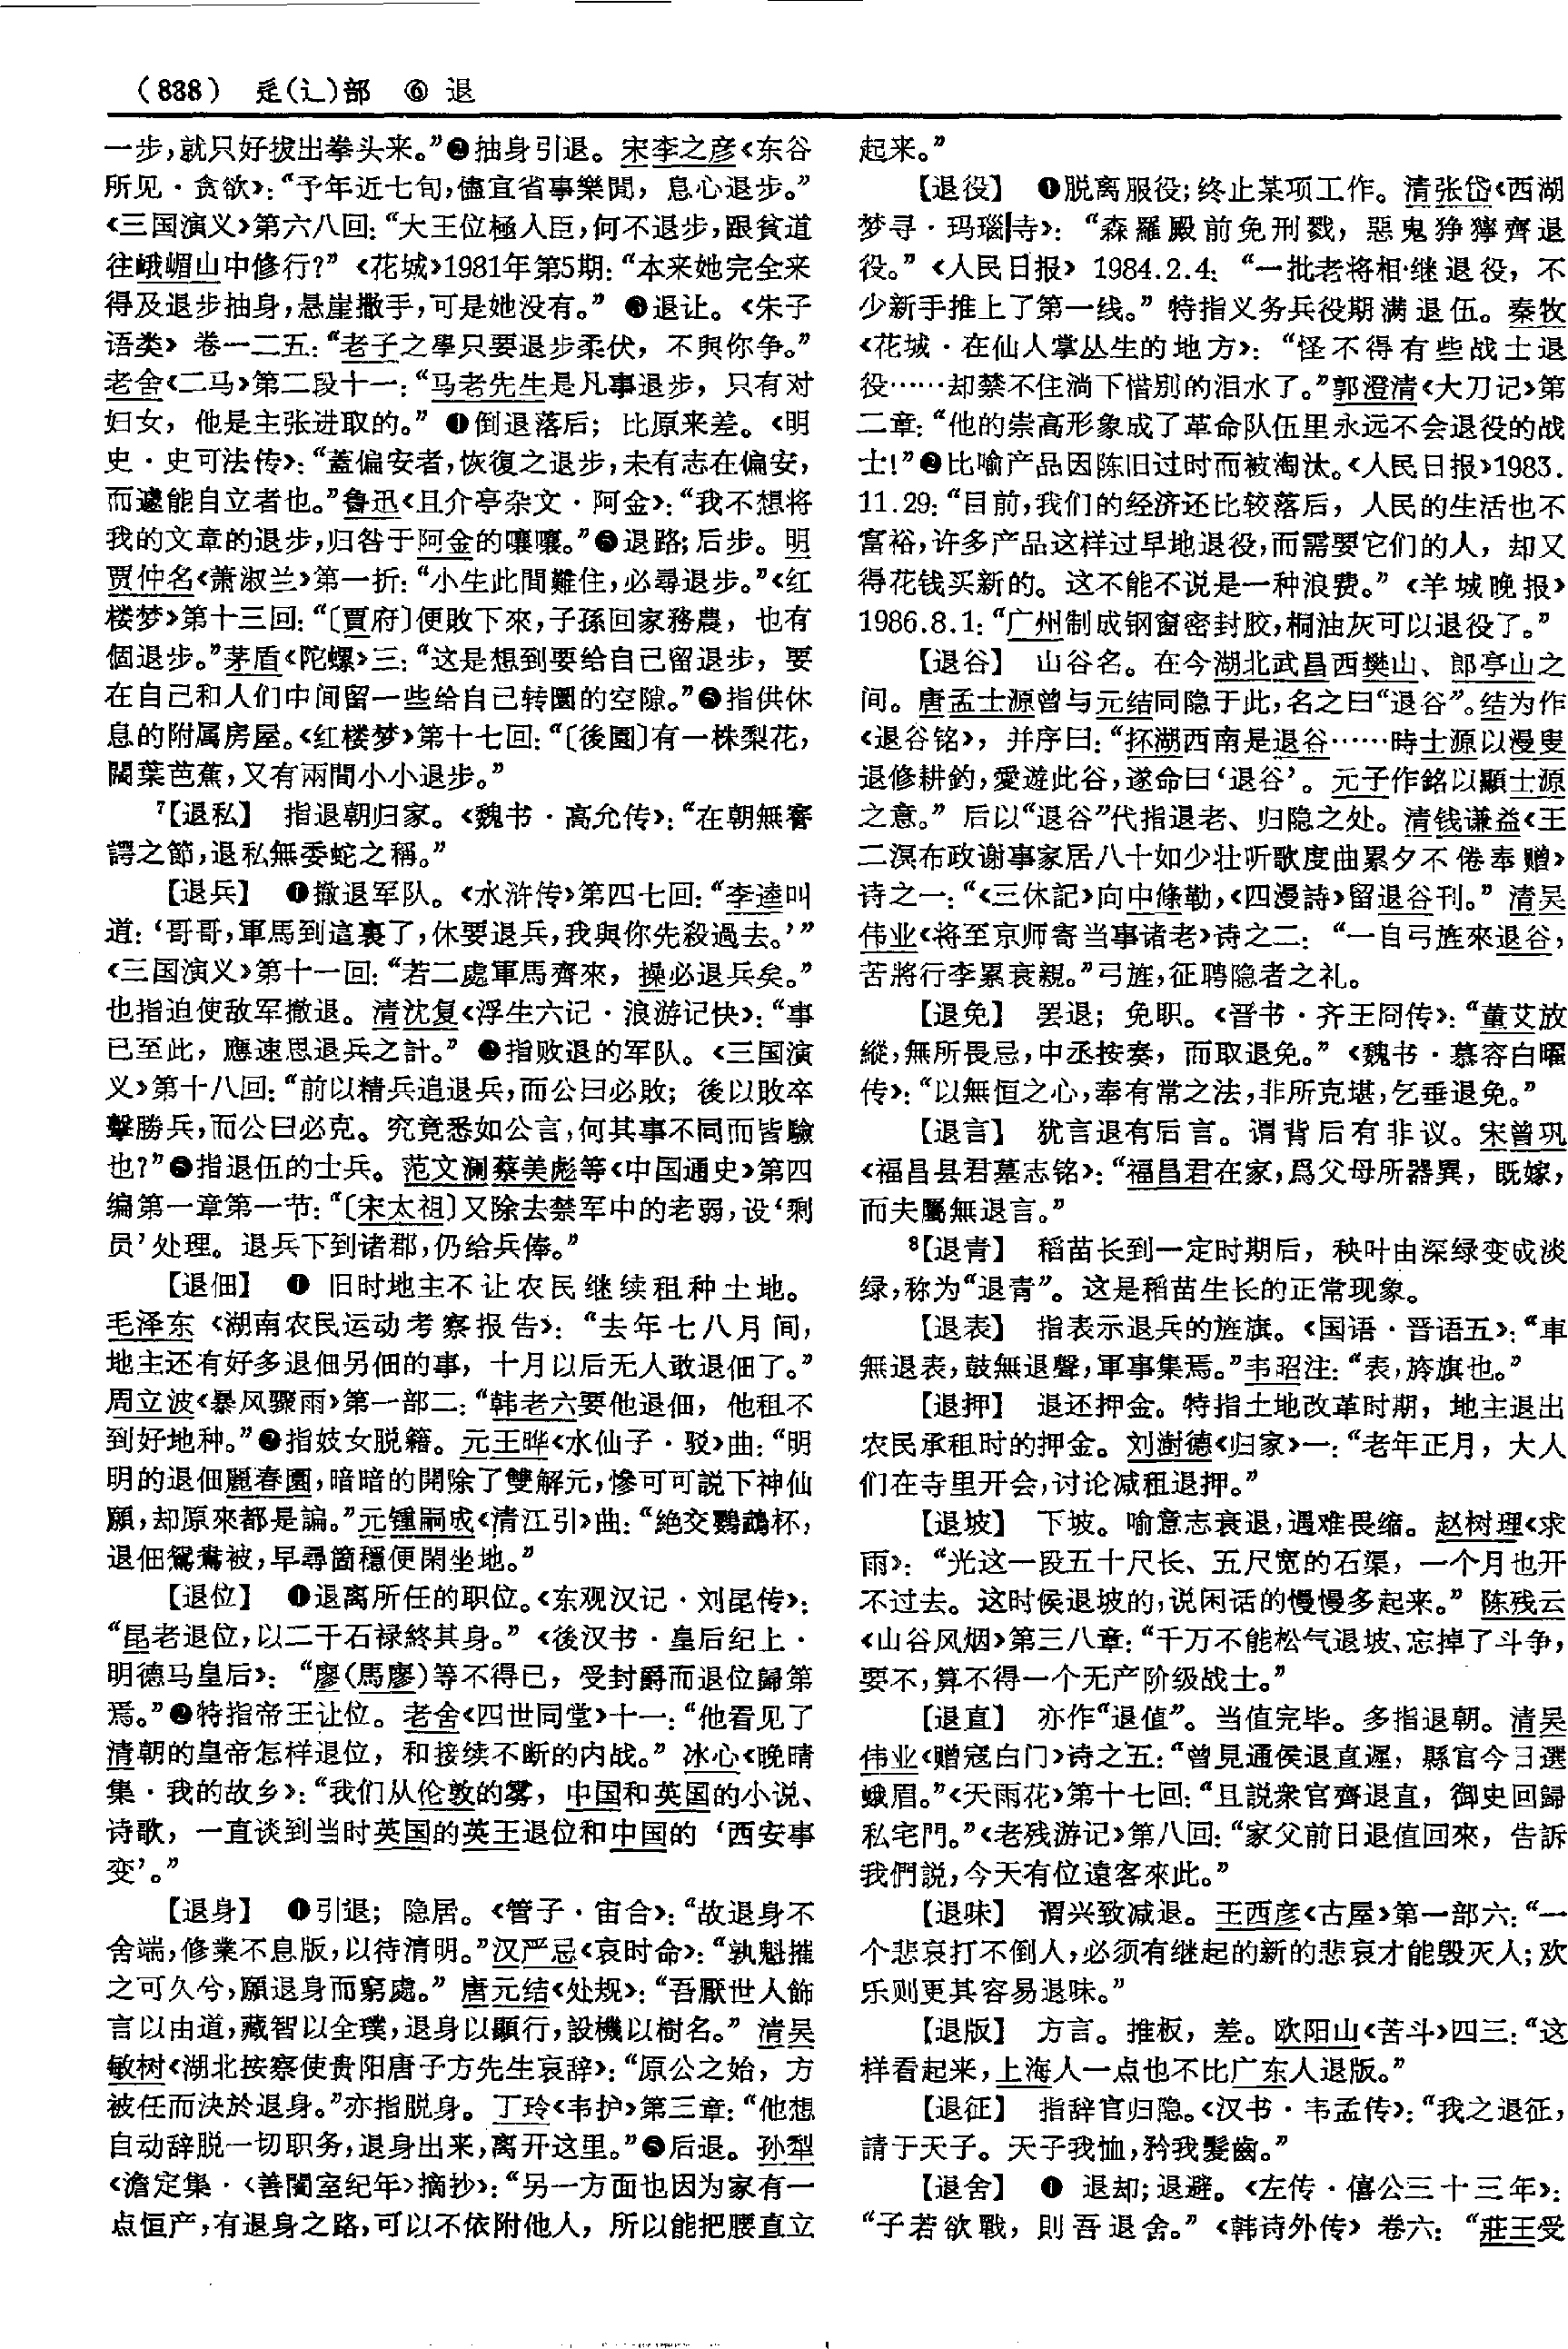 （838） 辵(辶)部 ⑥ 退
一步,就只好拔出拳头来。”❷抽身引退。宋李之彦《东谷
所见·贪欲》：“予年近七旬,儘宜省事樂閒，息心退步。”
《三国演义》第六八回：“大王位極人臣,何不退步,跟貧道
往峨嵋山中修行?”《花城》1981年第5期：“本来她完全来
得及退步抽身,悬崖撒手,可是她没有。”❸退让。《朱子
语类》卷一二五：“老子之學只要退步柔伏，不與你争。”
老舍《二马》第二段十一：“马老先生是凡事退步，只有对
妇女，他是主张进取的。”❹倒退落后；比原来差。《明
史·史可法传》：“蓋偏安者,恢復之退步,未有志在偏安,
而遽能自立者也。”鲁迅《且介亭杂文·阿金》：“我不想将
我的文章的退步,归咎于阿金的嚷嚷。”❺退路;后步。明
贾仲名《萧淑兰》第一折：“小生此間難住,必尋退步。”《红
楼梦》第十三回：“〔賈府〕便敗下來,子孫回家務農，也有
個退步。”茅盾《陀螺》三：“这是想到要给自己留退步，要
在自己和人们中间留一些给自己转圜的空隙。”❻指供休
息的附属房屋。《红楼梦》第十七回：“〔後園〕有一株梨花,
闊葉芭蕉,又有兩間小小退步。”
7【退私】 指退朝归家。《魏书·高允传》：“在朝無謇
諤之節,退私無委蛇之稱。”
【退兵】 ❶撤退军队。《水浒传》第四七回：“李逵叫
道：‘哥哥,軍馬到這裏了,休要退兵,我與你先殺過去。’”
《三国演义》第十一回：“若二處軍馬齊來，操必退兵矣。”
也指迫使敌军撤退。清沈复《浮生六记·浪游记快》：“事
已至此，應速思退兵之計。”❷指败退的军队。《三国演
义》第十八回：“前以精兵追退兵,而公曰必敗；後以敗卒
擊勝兵,而公曰必克。究竟悉如公言,何其事不同而皆驗
也?”❸指退伍的士兵。范文澜蔡美彪等《中国通史》第四
编第一章第一节：“〔宋太祖〕又除去禁军中的老弱,设‘剩
员’处理。退兵下到诸郡,仍给兵俸。”
【退佃】 ❶ 旧时地主不让农民继续租种土地。
毛泽东《湖南农民运动考察报告》：“去年七八月间,
地主还有好多退佃另佃的事，十月以后无人敢退佃了。”
周立波《暴风骤雨》第一部二：“韩老六要他退佃，他租不
到好地种。”❷指妓女脱籍。元王晔《水仙子·驳》曲：“明
明的退佃麗春園,暗暗的開除了雙解元,慘可可説下神仙
願,却原來都是謆。”元锺嗣成《清江引》曲：“絶交鸚鵡杯,
退佃鴛鴦被,早尋箇穩便閑坐地。”
【退位】 ❶退离所任的职位。《东观汉记·刘昆传》：
“昆老退位,以二千石禄終其身。”《後汉书·皇后纪上·
明德马皇后》：“廖(馬廖)等不得已，受封爵而退位歸第
焉。”❷特指帝王让位。老舍《四世同堂》十一：“他看见了
清朝的皇帝怎样退位，和接续不断的内战。”冰心《晚晴
集·我的故乡》：“我们从伦敦的雾，中国和英国的小说、
诗歌，一直谈到当时英国的英王退位和中国的‘西安事
变’。”
【退身】 ❶引退；隐居。《管子·宙合》：“故退身不
舍端,修業不息版,以待清明。”汉严忌《哀时命》：“孰魁摧
之可久兮,願退身而窮處。”唐元结《处规》：“吾厭世人飾
言以由道,藏智以全璞,退身以顯行,設機以樹名。”清吴
敏树《湖北按察使贵阳唐子方先生哀辞》：“原公之始，方
被任而決於退身。”亦指脱身。丁玲《韦护》第三章：“他想
自动辞脱一切职务,退身出来,离开这里。”❸后退。孙犁
《澹定集·〈善闇室纪年〉摘抄》：“另一方面也因为家有一
点恒产,有退身之路,可以不依附他人，所以能把腰直立
起来。”
【退役】 ❶脱离服役;终止某项工作。清张岱《西湖
梦寻·玛瑙寺》：“森羅殿前免刑戮，惡鬼狰獰齊退
役。”《人民日报》1984.2.4：“一批老将相继退役，不
少新手推上了第一线。”特指义务兵役期满退伍。秦牧
《花城·在仙人掌丛生的地方》：“怪不得有些战士退
役……却禁不住淌下惜别的泪水了。”郭澄清《大刀记》第
二章：“他的崇高形象成了革命队伍里永远不会退役的战
士!”❷比喻产品因陈旧过时而被淘汰。《人民日报》1983.
11.29：“目前,我们的经济还比较落后，人民的生活也不
富裕,许多产品这样过早地退役,而需要它们的人，却又
得花钱买新的。这不能不说是一种浪费。”《羊城晚报》
1986.8.1：“广州制成钢窗密封胶,桐油灰可以退役了。”
【退谷】 山谷名。在今湖北武昌西樊山、郎亭山之
间。唐孟士源曾与元结同隐于此,名之曰“退谷”。结为作
《退谷铭》，并序曰：“抔湖西南是退谷……時士源以漫叟
退修耕釣,愛遊此谷,遂命曰‘退谷’。元子作銘以顯士源
之意。”后以“退谷”代指退老、归隐之处。清钱谦益《王
二溟布政谢事家居八十如少壮听歌度曲累夕不倦奉赠》
诗之一：“《三休記》向中條勒,《四漫詩》留退谷刊。”清吴
伟业《将至京师寄当事诸老》诗之二：“一自弓旌來退谷,
苦將行李累衰親。”弓旌,征聘隐者之礼。
【退免】 罢退；免职。《晋书·齐王冏传》：“董艾放
縱,無所畏忌,中丞按奏，而取退免。”《魏书·慕容白曜
传》：“以無恒之心,奉有常之法,非所克堪,乞垂退免。”
【退言】 犹言退有后言。谓背后有非议。宋曾巩
《福昌县君墓志铭》：“福昌君在家,爲父母所器異，既嫁,
而夫屬無退言。”
8【退青】 稻苗长到一定时期后，秧叶由深绿变成淡
绿,称为“退青”。这是稻苗生长的正常现象。
【退表】 指表示退兵的旌旗。《国语·晋语五》：“車
無退表,鼓無退聲,軍事集焉。”韦昭注：“表,旍旗也。”
【退押】 退还押金。特指土地改革时期，地主退出
农民承租时的押金。刘澍德《归家》一：“老年正月，大人
们在寺里开会,讨论减租退押。”
【退坡】 下坡。喻意志衰退,遇难畏缩。赵树理《求
雨》：“光这一段五十尺长、五尺宽的石渠，一个月也开
不过去。这时侯退坡的,说闲话的慢慢多起来。”陈残云
《山谷风烟》第三八章：“千万不能松气退坡、忘掉了斗争,
要不,算不得一个无产阶级战士。”
【退直】 亦作“退值”。当值完毕。多指退朝。清吴
伟业《赠寇白门》诗之五：“曾見通侯退直遲，縣官今日選
蛾眉。”《天雨花》第十七回：“且説衆官齊退直，御史回歸
私宅門。”《老残游记》第八回：“家父前日退值回來，告訴
我們説,今天有位遠客來此。”
【退味】 谓兴致减退。王西彦《古屋》第一部六：“一
个悲哀打不倒人,必须有继起的新的悲哀才能毁灭人;欢
乐则更其容易退味。”
【退版】 方言。推板，差。欧阳山《苦斗》四三：“这
样看起来,上海人一点也不比广东人退版。”
【退征】 指辞官归隐。《汉书·韦孟传》：“我之退征,
請于天子。天子我恤,矜我髮齒。”
【退舍】 ❶ 退却;退避。《左传·僖公三十三年》：
“子若欲戰，則吾退舍。”《韩诗外传》卷六：“莊王受